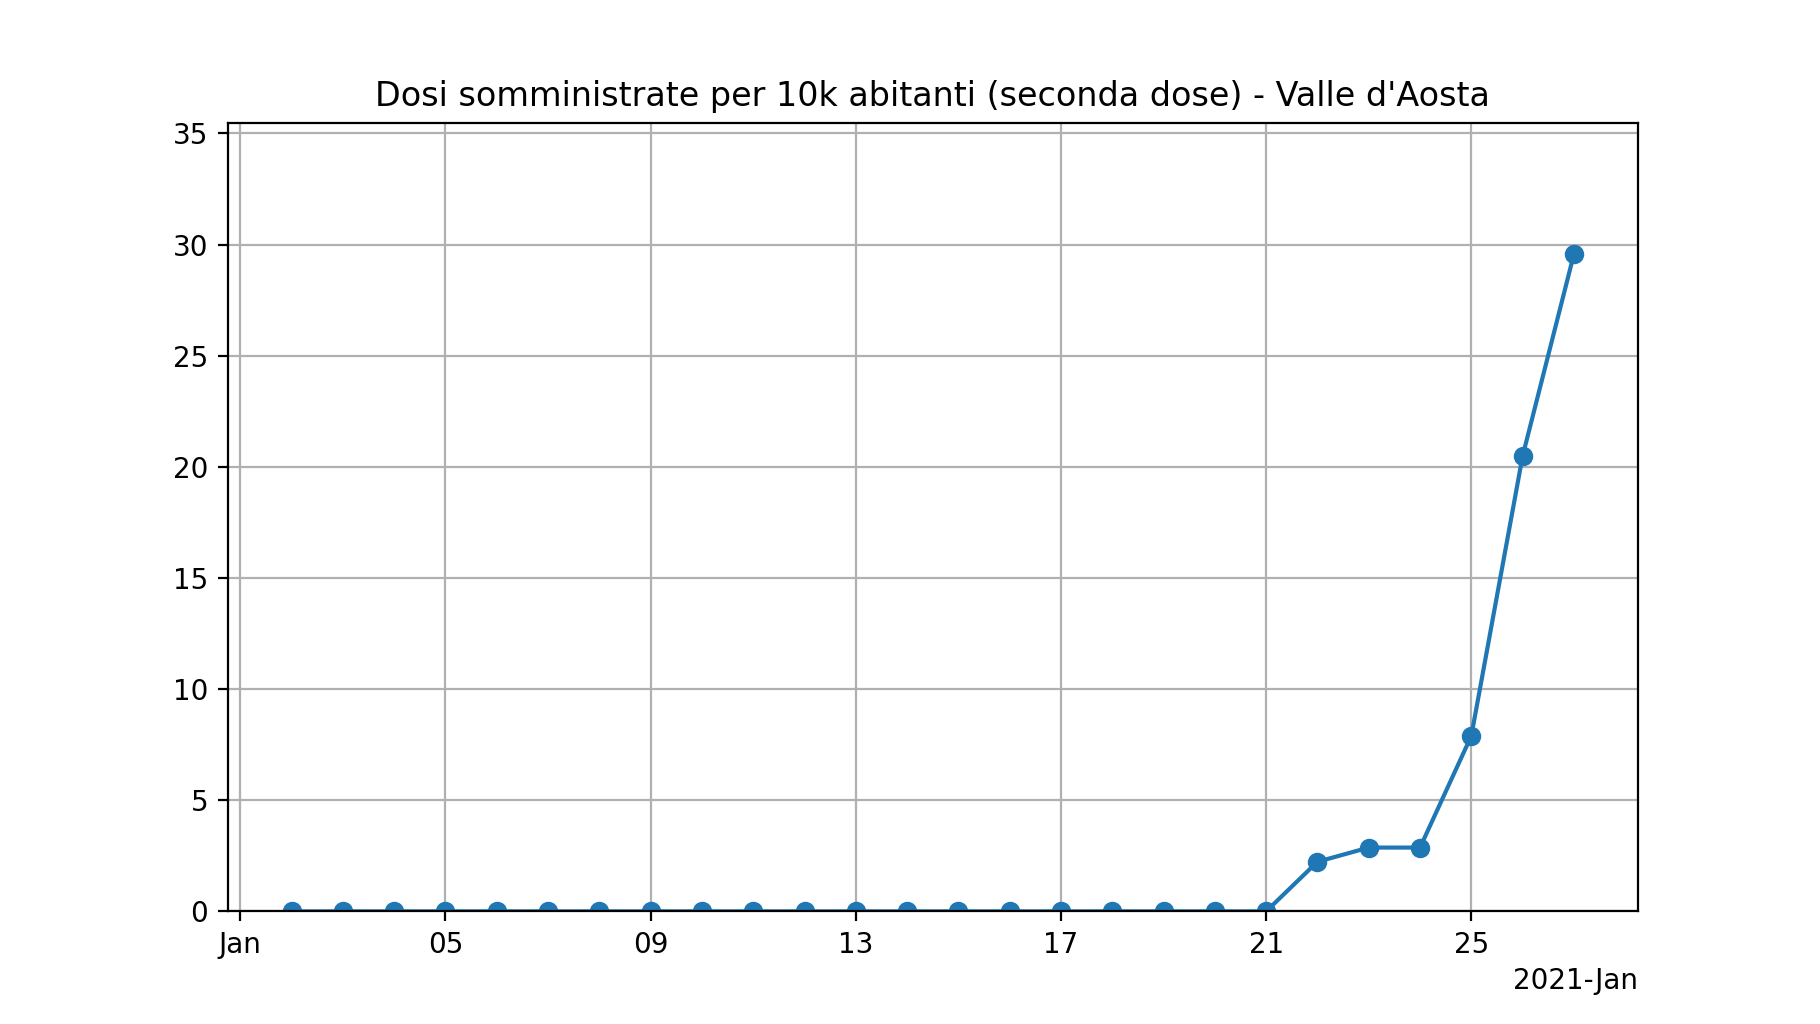 Dosi somministrate per 10k abitanti (seconda dose) - Valle d'Aosta
35
30
25
20
15
10
5
0
Jan 05 09 13 17 21 25
2021-Jan